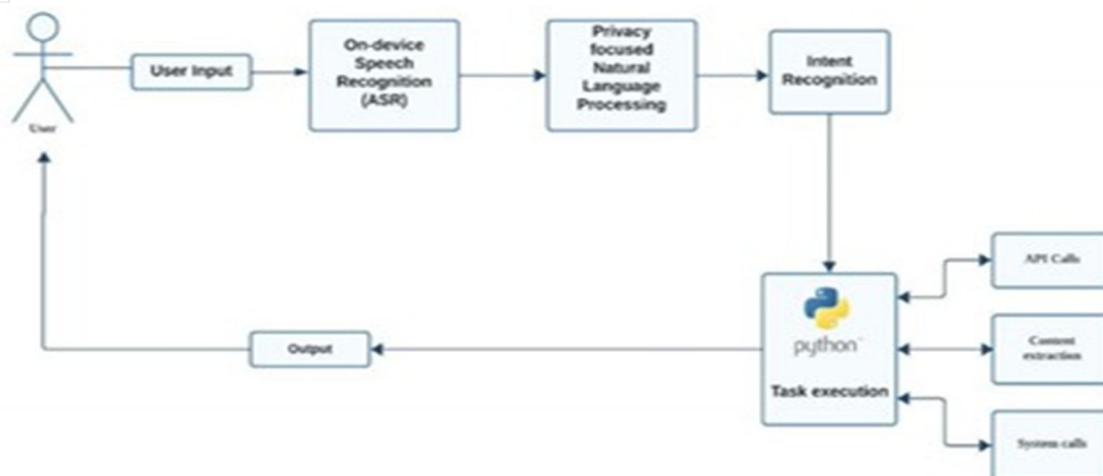 User Input
On-device
Speech
Recognition
(ASR)
Privacy
focused
Natural
Language
Processing
Intent
Recognition
User
API Calls
python
Task execution
Content
extraction
Output
System calls